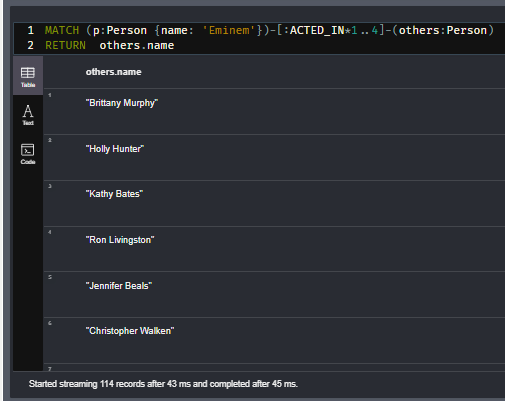 1 MATCH (p:Person {name: 'Eminem'})-[:ACTED_IN*1..4]-(others:Person)
2 RETURN others.name
Table
Text
Code
others.name
1
"Brittany Murphy"
2
"Holly Hunter"
3
"Kathy Bates"
4
"Ron Livingston"
5
"Jennifer Beals"
6
"Christopher Walken"
7
Started streaming 114 records after 43 ms and completed after 45 ms.